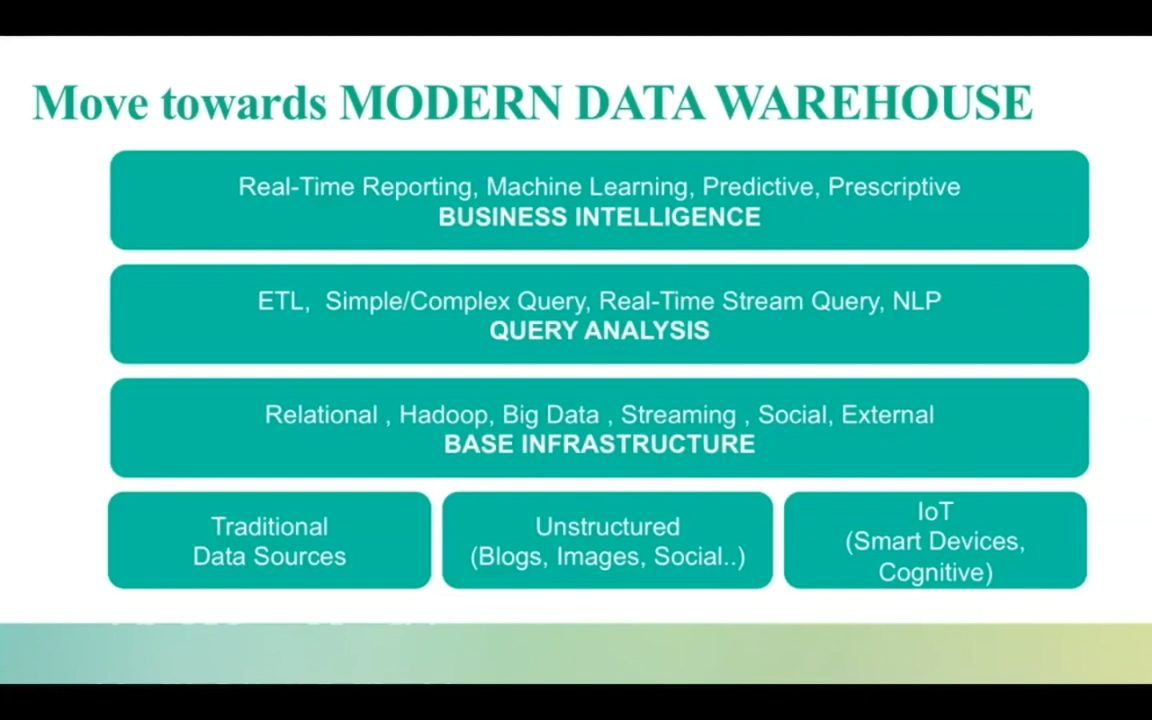 Move towards MODERN DATA WAREHOUSE
Real-Time Reporting, Machine Learning, Predictive, Prescriptive
BUSINESS INTELLIGENCE
ETL,  Simple/Complex Query, Real-Time Stream Query, NLP
QUERY ANALYSIS
Relational , Hadoop, Big Data , Streaming , Social, External
BASE INFRASTRUCTURE
Traditional
Data Sources
Unstructured
(Blogs, Images, Social..)
IoT
(Smart Devices,
Cognitive)